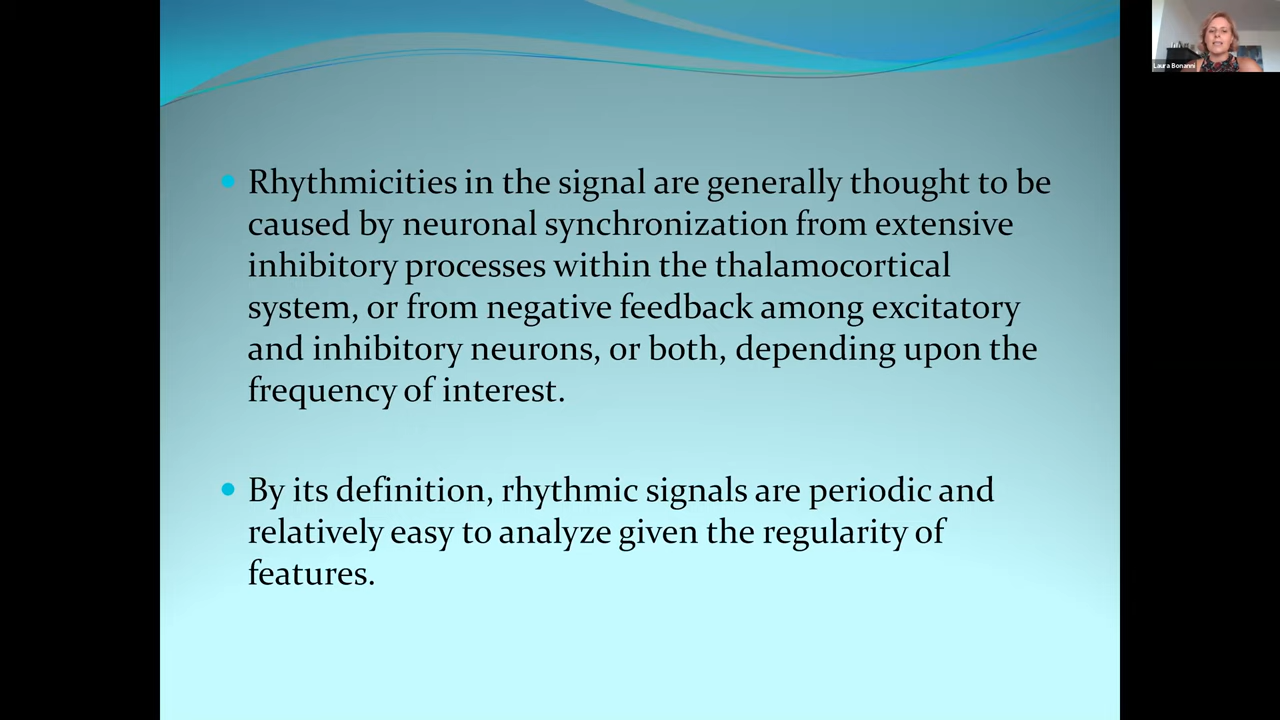 Rhythmicities in the signal are generally thought to be
caused by neuronal synchronization from extensive
inhibitory processes within the thalamocortical
system, or from negative feedback among excitatory
and inhibitory neurons, or both, depending upon the
frequency of interest.
By its definition, rhythmic signals are periodic and
relatively easy to analyze given the regularity of
features.
Laura Bonanni